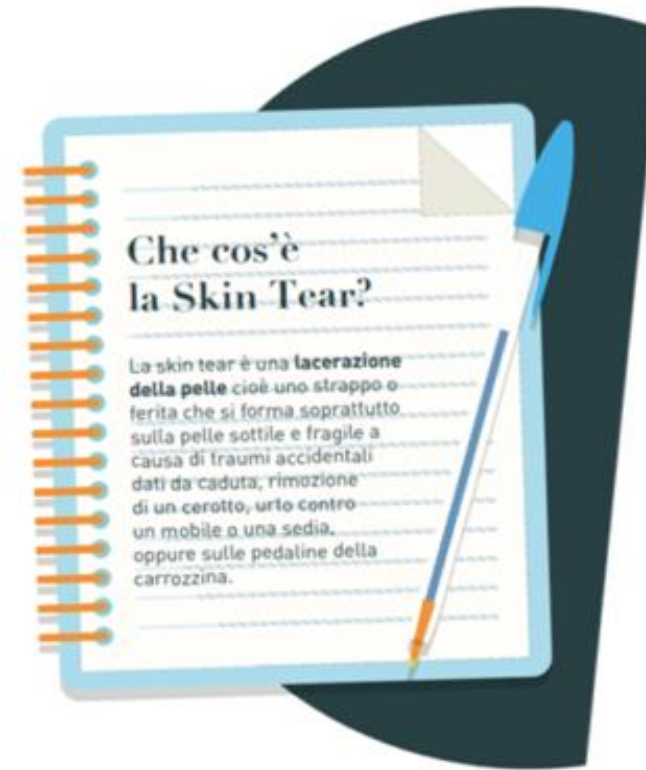 Che cos'è
la Skin Tear?
La skin tear è una lacerazione
della pelle cioè uno strappo o
ferita che si forma soprattutto
sulla pelle sottile e fragile a
causa di traumi accidentali
dati da caduta, rimozione
di un cerotto, urto contro
un mobile o una sedia,
oppure sulle pedaline della
carrozzina.